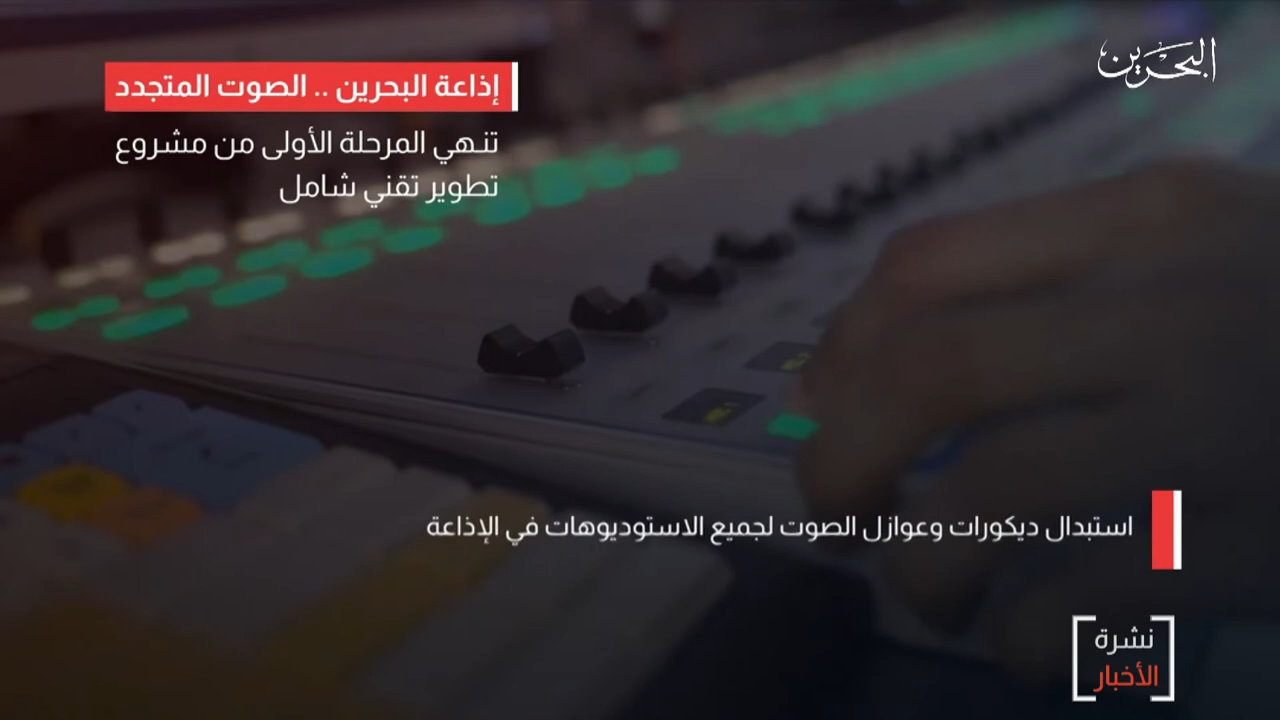 البحرين
إذاعة البحرين .. الصوت المتجدد
تنهي المرحلة الأولى من مشروع
تطوير تقني شامل
استبدال ديكورات وعوازل الصوت لجميع الاستوديوهات في الإذاعة
نشرة
الأخبار